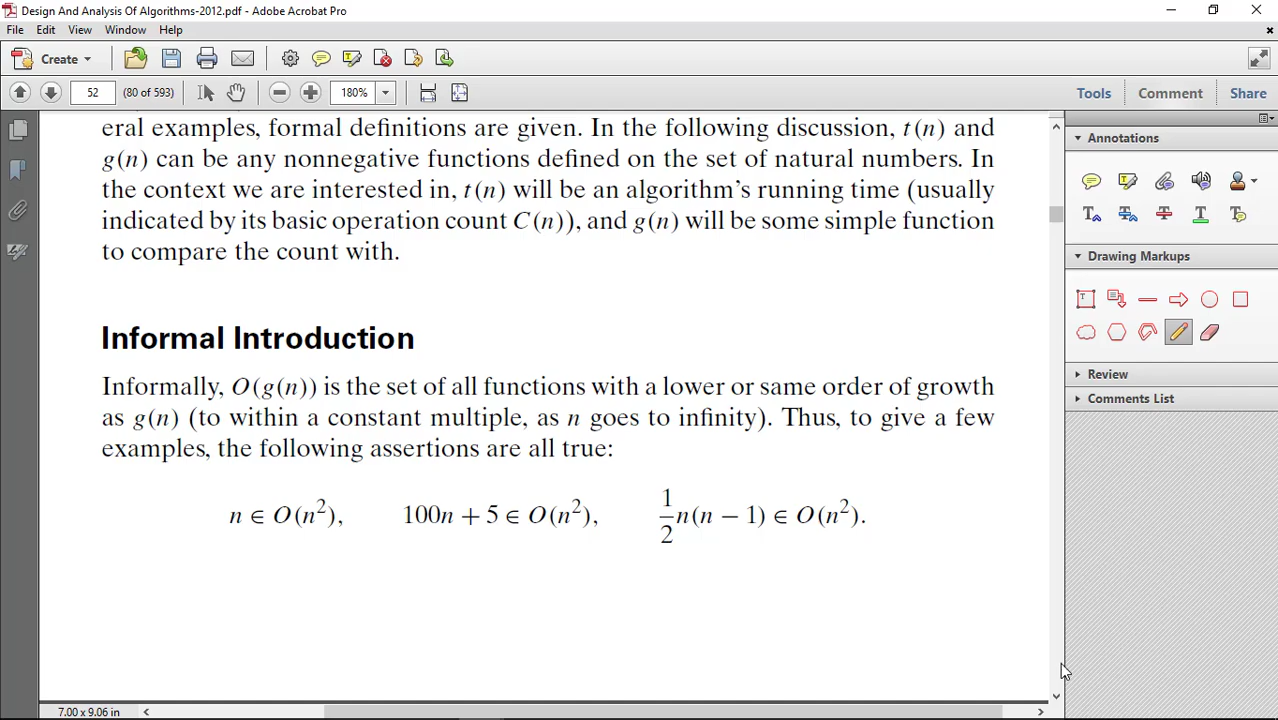 Design And Analysis Of Algorithms-2012.pdf - Adobe Acrobat Pro
File Edit View Window Help
Create
52 (80 of 593) 180% Tools Comment Share
eral examples, formal definitions are given. In the following discussion, t(n) and
g(n) can be any nonnegative functions defined on the set of natural numbers. In
the context we are interested in, t(n) will be an algorithm's running time (usually
indicated by its basic operation count C(n)), and g(n) will be some simple function
to compare the count with.
Informal Introduction
Informally, O(g(n)) is the set of all functions with a lower or same order of growth
as g(n) (to within a constant multiple, as n goes to infinity). Thus, to give a few
examples, the following assertions are all true:
n ∈ O(n²), 100n + 5 ∈ O(n²), 1/2 n(n − 1) ∈ O(n²).
7.00 x 9.06 in
Annotations
Drawing Markups
Review
Comments List